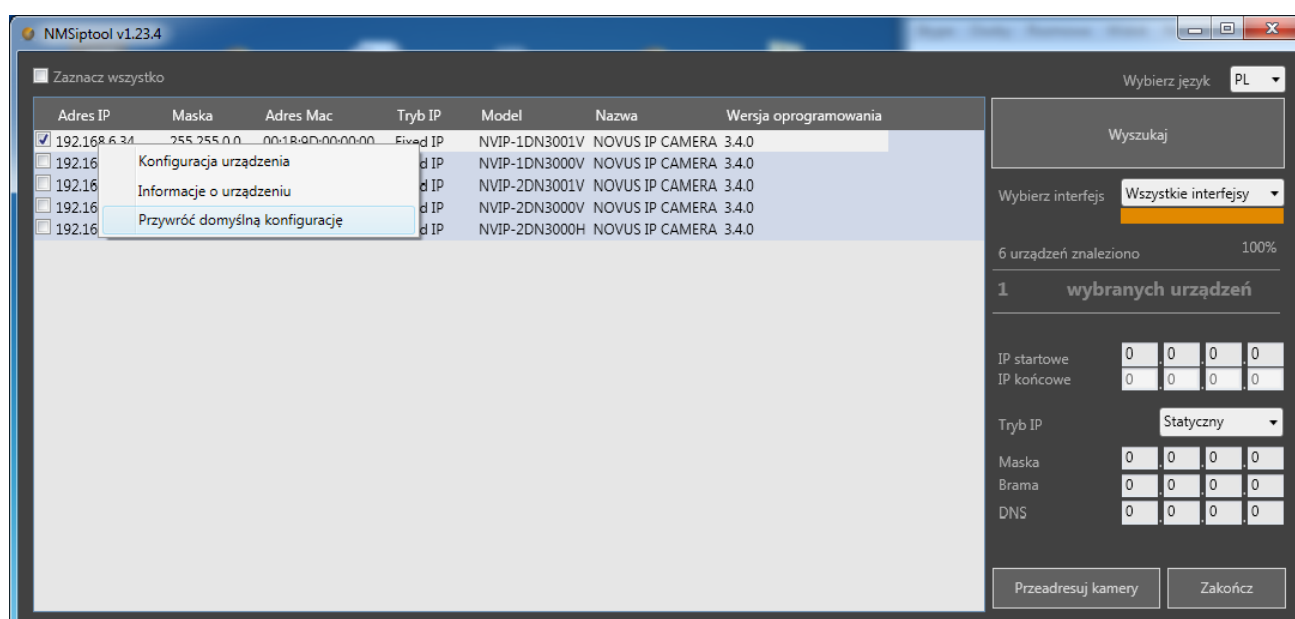 NMSiptool v1.23.4
Zaznacz wszystko
Wybierz język PL
Adres IP Maska Adres Mac Tryb IP Model Nazwa Wersja oprogramowania
192.168.6.34 255.255.0.0 00:1B:9D:00:00:00 Fixed IP NVIP-1DN3001V NOVUS IP CAMERA 3.4.0
192.16 d IP NVIP-1DN3000V NOVUS IP CAMERA 3.4.0
192.16 d IP NVIP-2DN3001V NOVUS IP CAMERA 3.4.0
192.16 d IP NVIP-2DN3000V NOVUS IP CAMERA 3.4.0
192.16 d IP NVIP-2DN3000H NOVUS IP CAMERA 3.4.0
Konfiguracja urządzenia
Informacje o urządzeniu
Przywróć domyślną konfigurację
Wyszukaj
Wybierz interfejs Wszystkie interfejsy
6 urządzeń znaleziono 100%
1 wybranych urządzeń
IP startowe 0 . 0 . 0 . 0
IP końcowe 0 . 0 . 0 . 0
Tryb IP Statyczny
Maska 0 . 0 . 0 . 0
Brama 0 . 0 . 0 . 0
DNS 0 . 0 . 0 . 0
Przeadresuj kamery Zakończ